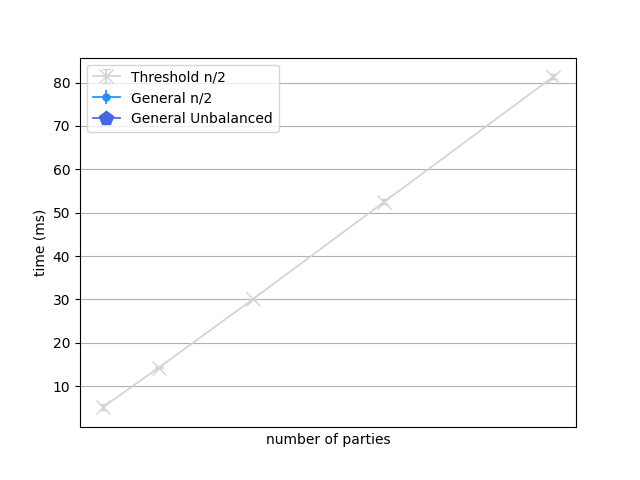 Threshold n/2
General n/2
General Unbalanced
80
70
60
50
40
30
20
10
time (ms)
number of parties